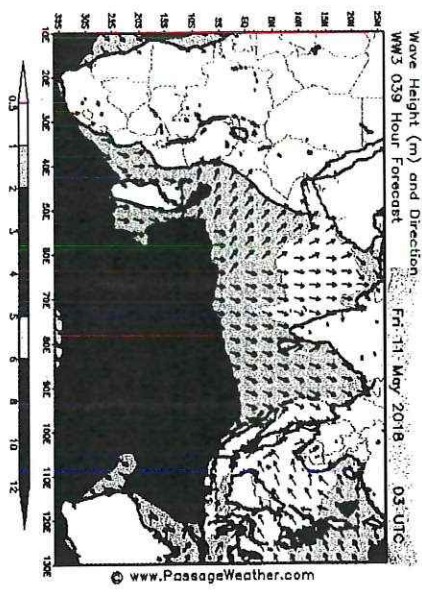 Wave Height (m) and Direction
WW3 039 Hour Forecast Fri 11 May 2018 03 UTC
25N
20N
15N
10N
5N
EQ
5S
10S
15S
20S
25S
30S
35S
10E 20E 30E 40E 50E 60E 70E 80E 90E 100E 110E 120E 130E
0.5 1 2 3 4 5 6 8 10 12
© www.PassageWeather.com